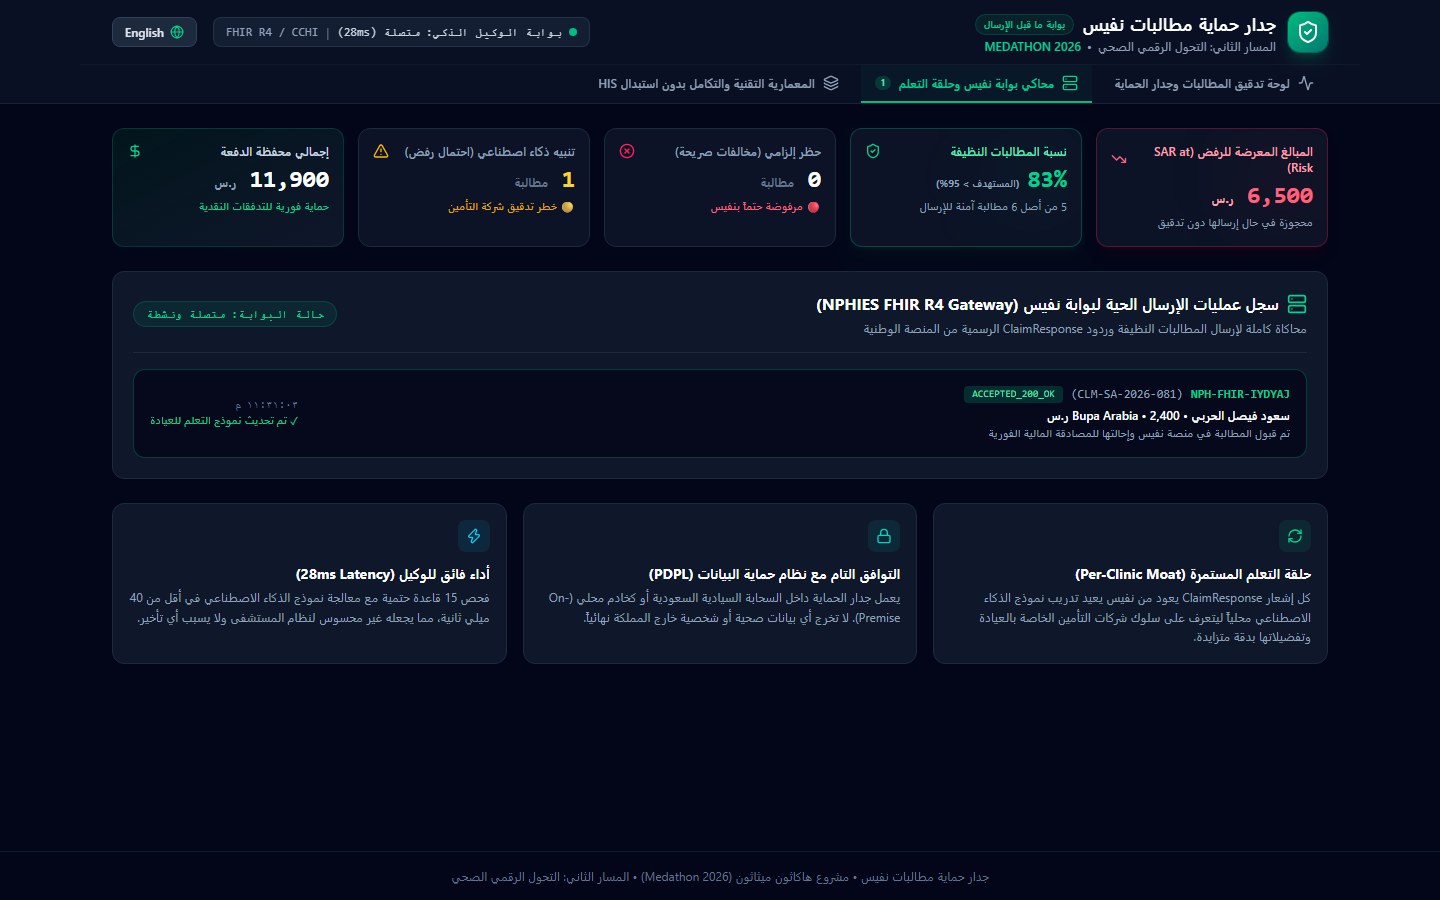 جدار حماية مطالبات نفيس
بوابة ما قبل الإرسال
المسار الثاني: التحول الرقمي الصحي • MEDATHON 2026
بوابة الوكيل الذكي: متصلة (28ms) | FHIR R4 / CCHI
English
لوحة تدقيق المطالبات وجدار الحماية
محاكي بوابة نفيس وحلقة التعلم 1
المعمارية التقنية والتكامل بدون استبدال HIS
المبالغ المعرضة للرفض (SAR at
Risk)
6,500 ر.س
محجوزة في حال إرسالها دون تدقيق
نسبة المطالبات النظيفة
83% (المستهدف > 95%)
5 من أصل 6 مطالبة آمنة للإرسال
حظر إلزامي (مخالفات صريحة)
0 مطالبة
مرفوضة حتماً بنفيس
تنبيه ذكاء اصطناعي (احتمال رفض)
1 مطالبة
خطر تدقيق شركة التأمين
إجمالي محفظة الدفعة
11,900 ر.س
حماية فورية للتدفقات النقدية
سجل عمليات الإرسال الحية لبوابة نفيس (NPHIES FHIR R4 Gateway)
محاكاة كاملة لإرسال المطالبات النظيفة وردود ClaimResponse الرسمية من المنصة الوطنية
حالة البوابة: متصلة ونشطة
NPH-FHIR-IYDYAJ (CLM-SA-2026-081) ACCEPTED_200_OK
سعود فيصل الحربي • Bupa Arabia • 2,400 ر.س
تم قبول المطالبة في منصة نفيس وإحالتها للمصادقة المالية الفورية
١١:٣١:٠٣ م
✓ تم تحديث نموذج التعلم للعيادة
حلقة التعلم المستمرة (Per-Clinic Moat)
كل إشعار ClaimResponse يعود من نفيس يعيد تدريب نموذج الذكاء
الاصطناعي محلياً ليتعرف على سلوك شركات التأمين الخاصة بالعيادة
وتفضيلاتها بدقة متزايدة.
التوافق التام مع نظام حماية البيانات (PDPL)
يعمل جدار الحماية داخل السحابة السيادية السعودية أو كخادم محلي (On-
Premise). لا تخرج أي بيانات صحية أو شخصية خارج المملكة نهائياً.
أداء فائق للوكيل (28ms Latency)
فحص 15 قاعدة حتمية مع معالجة نموذج الذكاء الاصطناعي في أقل من 40
ميلي ثانية، مما يجعله غير محسوس لنظام المستشفى ولا يسبب أي تأخير.
جدار حماية مطالبات نفيس • مشروع هاكاثون ميثاثون (Medathon 2026) • المسار الثاني: التحول الرقمي الصحي